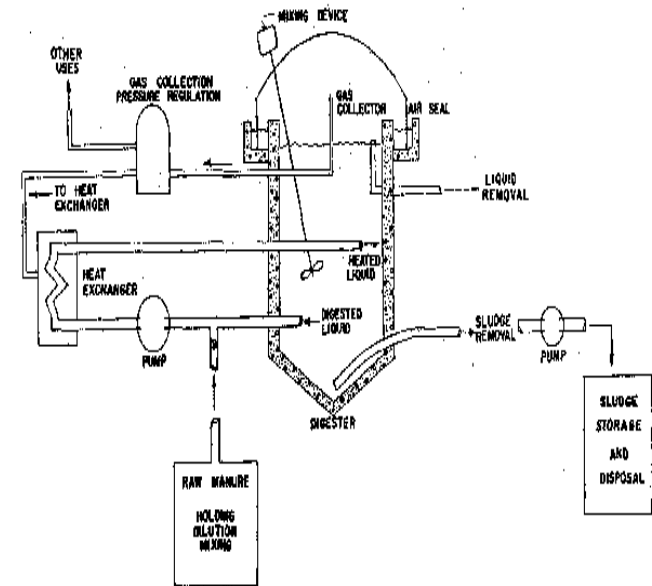 MIXING DEVICE
OTHER
USES
GAS COLLECTION
PRESSURE REGULATION
GAS
COLLECTOR
AIR SEAL
TO HEAT
EXCHANGER
LIQUID
REMOVAL
HEATED
LIQUID
HEAT
EXCHANGER
DIGESTED
LIQUID
PUMP
SLUDGE
REMOVAL
PUMP
DIGESTER
SLUDGE
STORAGE
AND
DISPOSAL
RAW MANURE
HOLDING
DILUTION
MIXING